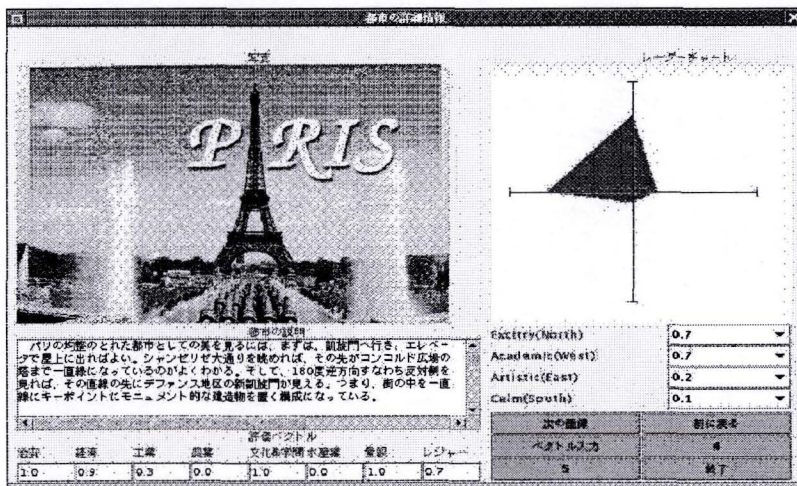 都市の詳細情報
写真
レーダーチャート
P RIS
都市の説明
パリの均整のとれた都市としての美を見るには、まずは、凱旋門へ行き、エレベー
タで屋上に出ればよい。シャンゼリゼ大通りを眺めれば、その先がコンコルド広場の
塔まで一直線になっているのがよくわかる。そして、180度逆方向すなわち反対側を
見れば、その直線の先にデファンス地区の新凱旋門が見える。つまり、街の中を一直
線にキーポイントにモニュメント的な建造物を置く構成になっている。
Excitry(North) 0.7
Academic(West) 0.7
Artistic(East) 0.2
Calm(South) 0.1
評価ベクトル
政治 経済 工業 農業 文化&学問 水産業 景観 レジャー
1.0 0.9 0.3 0.0 1.0 0.0 1.0 0.7
次の画像 前に戻る
ベクトル入力
5 終了